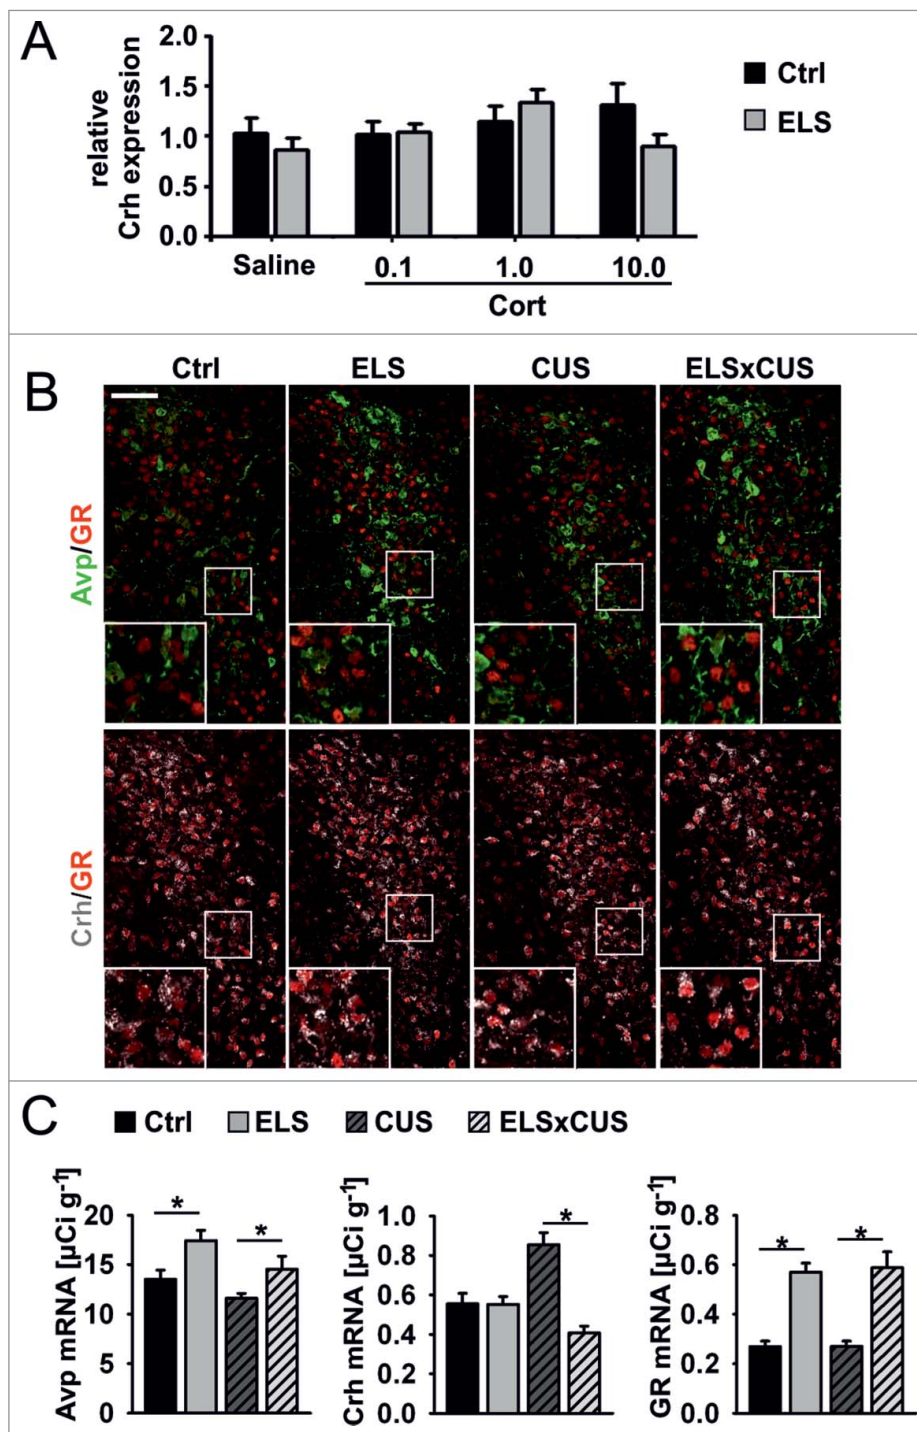 A
relative
Crh expression
2.0
1.5
1.0
0.5
0.0
Ctrl
ELS
Saline 0.1 1.0 10.0
Cort
B
Ctrl ELS CUS ELSxCUS
Avp/GR
Crh/GR
C
Ctrl ELS CUS ELSxCUS
Avp mRNA [µCi g-1]
20
15
10
5
0
* *
Crh mRNA [µCi g-1]
1.0
0.8
0.6
0.4
0.2
0.0
*
GR mRNA [µCi g-1]
0.8
0.6
0.4
0.2
0.0
* *